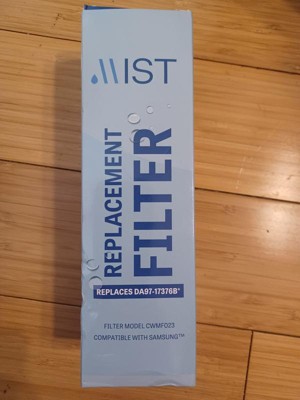 MIST
REPLACEMENT
FILTER
REPLACES DA97-17376B*
FILTER MODEL CWMF023
COMPATIBLE WITH SAMSUNG™